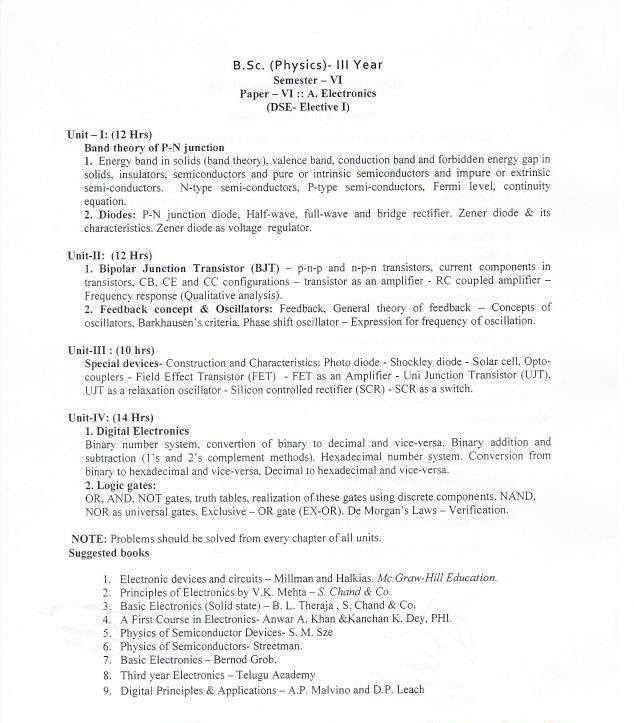 B.Sc. (Physics)- III Year
Semester – VI
Paper – VI :: A. Electronics
(DSE- Elective I)
Unit – I: (12 Hrs)
Band theory of P-N junction
1. Energy band in solids (band theory), valence band, conduction band and forbidden energy gap in
solids, insulators, semiconductors and pure or intrinsic semiconductors and impure or extrinsic
semi-conductors. N-type semi-conductors, P-type semi-conductors, Fermi level, continuity
equation.
2. Diodes: P-N junction diode, Half-wave, full-wave and bridge rectifier. Zener diode & its
characteristics. Zener diode as voltage regulator.
Unit-II: (12 Hrs)
1. Bipolar Junction Transistor (BJT) – p-n-p and n-p-n transistors, current components in
transistors, CB, CE and CC configurations – transistor as an amplifier - RC coupled amplifier –
Frequency response (Qualitative analysis).
2. Feedback concept & Oscillators: Feedback, General theory of feedback – Concepts of
oscillators, Barkhausen's criteria, Phase shift oscillator – Expression for frequency of oscillation.
Unit-III : (10 hrs)
Special devices- Construction and Characteristics: Photo diode - Shockley diode - Solar cell, Opto-
couplers - Field Effect Transistor (FET) - FET as an Amplifier - Uni Junction Transistor (UJT),
UJT as a relaxation oscillator - Silicon controlled rectifier (SCR) - SCR as a switch.
Unit-IV: (14 Hrs)
1. Digital Electronics
Binary number system, convertion of binary to decimal and vice-versa. Binary addition and
subtraction (1's and 2's complement methods). Hexadecimal number system. Conversion from
binary to hexadecimal and vice-versa, Decimal to hexadecimal and vice-versa.
2. Logic gates:
OR, AND, NOT gates, truth tables, realization of these gates using discrete components. NAND,
NOR as universal gates, Exclusive – OR gate (EX-OR). De Morgan's Laws – Verification.
NOTE: Problems should be solved from every chapter of all units.
Suggested books
1. Electronic devices and circuits – Millman and Halkias. Mc.Graw-Hill Education.
2. Principles of Electronics by V.K. Mehta – S. Chand & Co.
3. Basic Electronics (Solid state) – B. L. Theraja , S. Chand & Co.
4. A First Course in Electronics- Anwar A. Khan &Kanchan K. Dey, PHI.
5. Physics of Semiconductor Devices- S. M. Sze
6. Physics of Semiconductors- Streetman.
7. Basic Electronics – Bernod Grob.
8. Third year Electronics – Telugu Academy
9. Digital Principles & Applications – A.P. Malvino and D.P. Leach